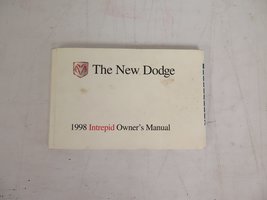 The New Dodge
1998 Intrepid Owner's Manual